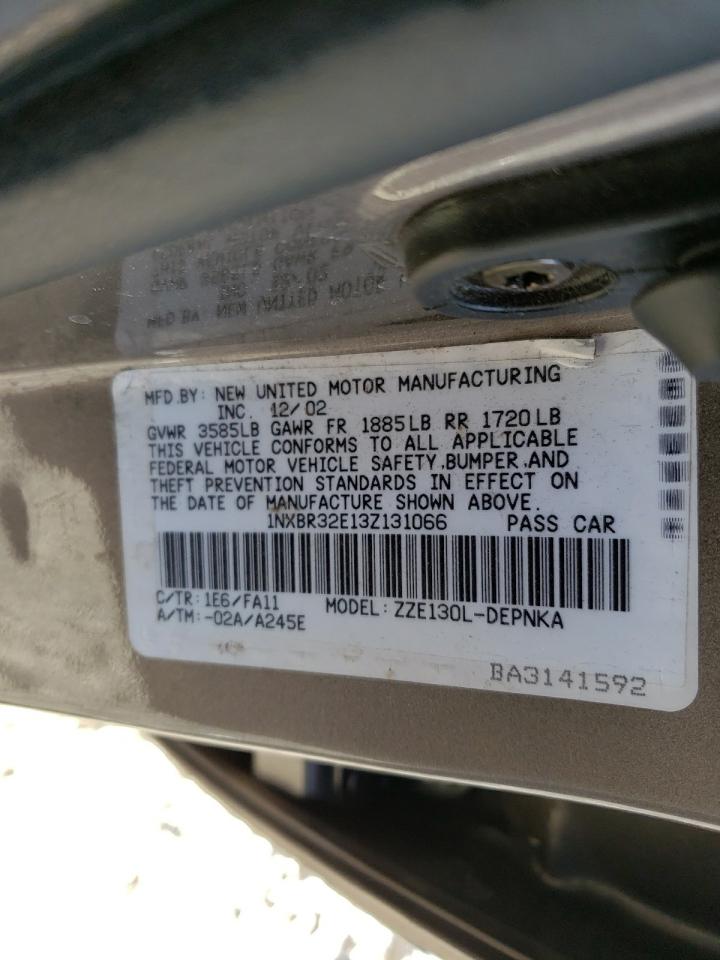 MFD.BY: NEW UNITED MOTOR MANUFACTURING
INC. 12/02
GVWR 3585LB GAWR FR 1885LB RR 1720LB
THIS VEHICLE CONFORMS TO ALL APPLICABLE
FEDERAL MOTOR VEHICLE SAFETY,BUMPER,AND
THEFT PREVENTION STANDARDS IN EFFECT ON
THE DATE OF MANUFACTURE SHOWN ABOVE.
1NXBR32E13Z131066 PASS CAR
C/TR: 1E6/FA11 MODEL: ZZE130L-DEPNKA
A/TM: -02A/A245E
BA3141592